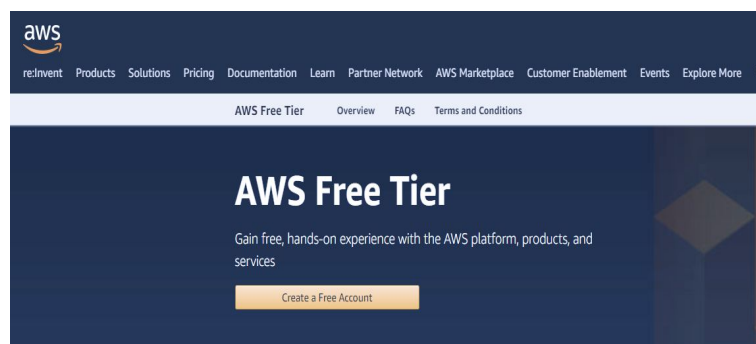 aws
re:Invent Products Solutions Pricing Documentation Learn Partner Network AWS Marketplace Customer Enablement Events Explore More
AWS Free Tier Overview FAQs Terms and Conditions
AWS Free Tier
Gain free, hands-on experience with the AWS platform, products, and
services
Create a Free Account